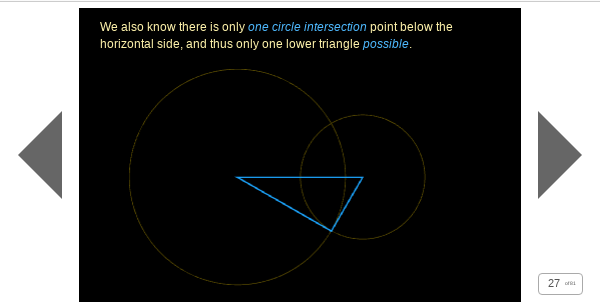 We also know there is only one circle intersection point below the
horizontal side, and thus only one lower triangle possible.
27 of 81